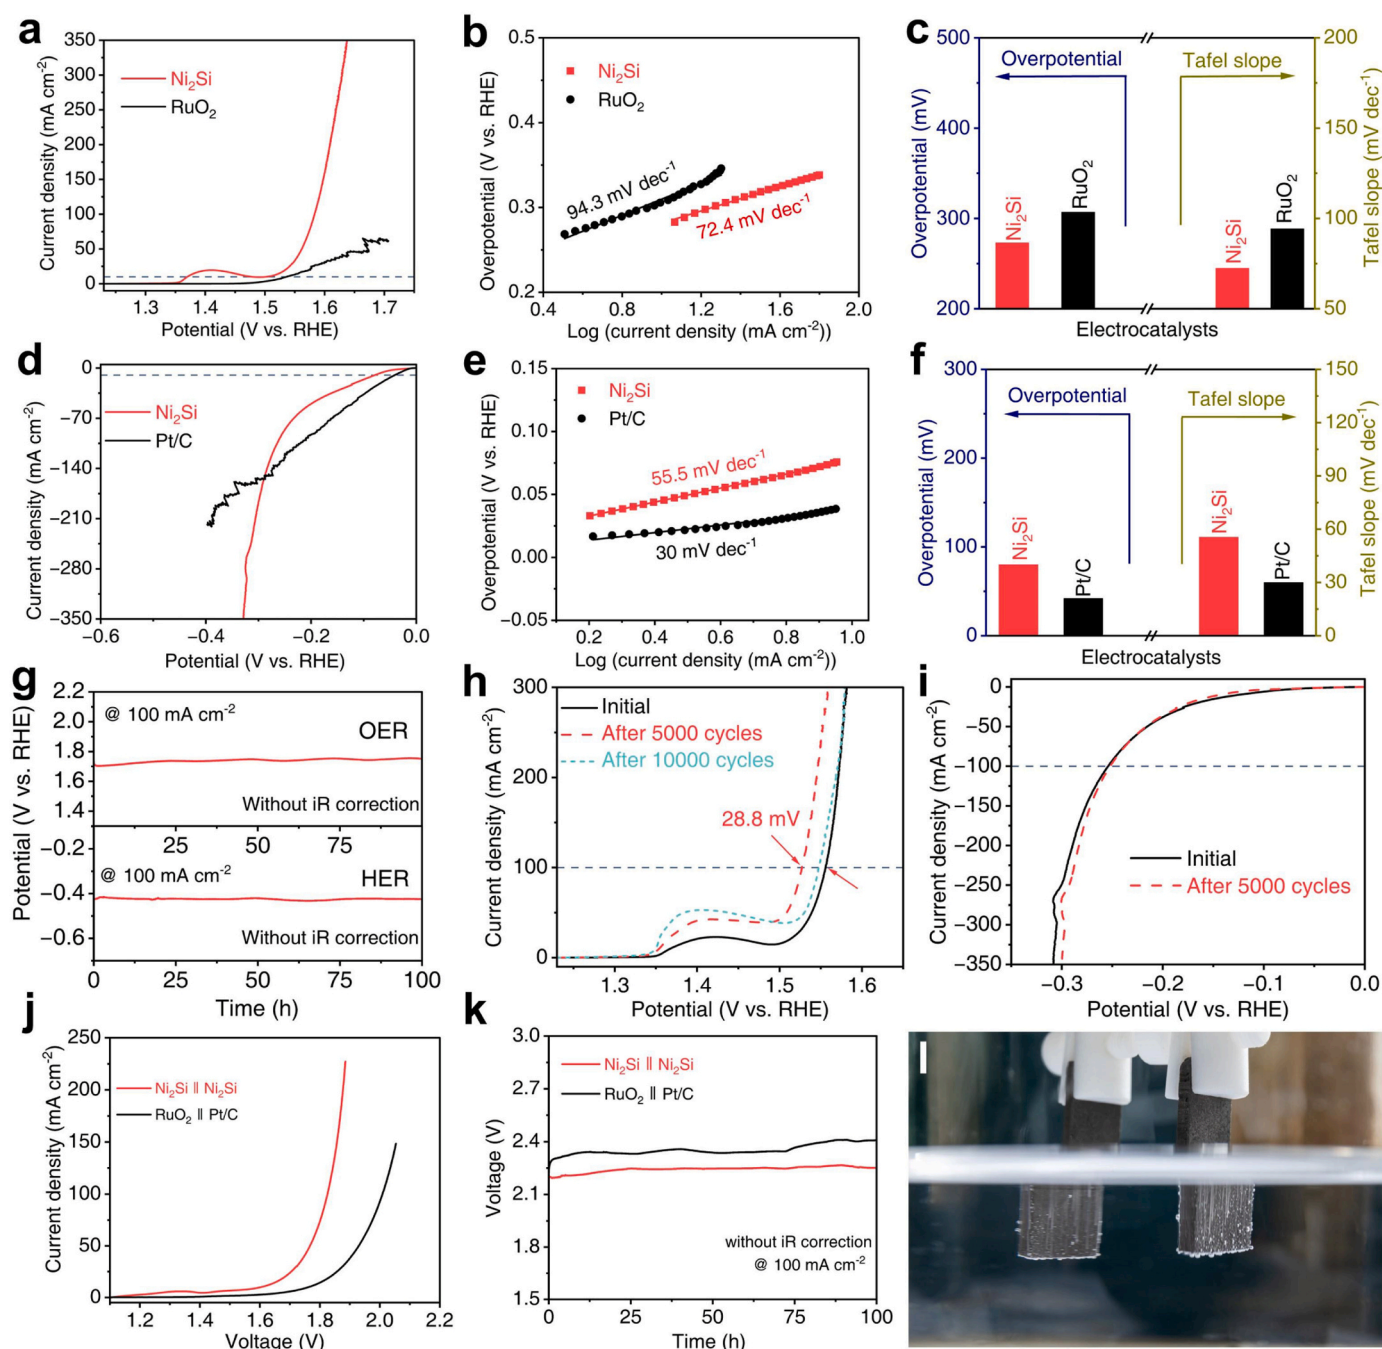 a
350
300
250
200
150
100
50
0
Current density (mA cm⁻²)
Ni₂Si
RuO₂
1.3
1.4
1.5
1.6
1.7
Potential (V vs. RHE)
b
0.5
0.4
0.3
0.2
Overpotential (V vs. RHE)
Ni₂Si
RuO₂
94.3 mV dec⁻¹
72.4 mV dec⁻¹
0.4
0.8
1.2
1.6
2.0
Log (current density (mA cm⁻²))
c
500
400
300
200
Overpotential (mV)
Overpotential
Tafel slope
Ni₂Si
RuO₂
Ni₂Si
RuO₂
200
150
100
50
Tafel slope (mV dec⁻¹)
Electrocatalysts
d
0
−70
−140
−210
−280
−350
Current density (mA cm⁻²)
Ni₂Si
Pt/C
−0.6
−0.4
−0.2
0.0
Potential (V vs. RHE)
e
0.15
0.10
0.05
0.00
−0.05
Overpotential (V vs. RHE)
Ni₂Si
Pt/C
55.5 mV dec⁻¹
30 mV dec⁻¹
0.2
0.4
0.6
0.8
1.0
Log (current density (mA cm⁻²))
f
300
200
100
0
Overpotential (mV)
Overpotential
Tafel slope
Ni₂Si
Pt/C
Ni₂Si
Pt/C
150
120
90
60
30
0
Tafel slope (mV dec⁻¹)
Electrocatalysts
g
2.2
2.0
1.8
1.6
1.4
@ 100 mA cm⁻²
OER
Without iR correction
25
50
75
−0.2
−0.4
−0.6
Potential (V vs. RHE)
@ 100 mA cm⁻²
HER
Without iR correction
0
25
50
75
100
Time (h)
h
300
200
100
0
Current density (mA cm⁻²)
Initial
After 5000 cycles
After 10000 cycles
28.8 mV
1.3
1.4
1.5
1.6
Potential (V vs. RHE)
i
0
−50
−100
−150
−200
−250
−300
−350
Current density (mA cm⁻²)
Initial
After 5000 cycles
−0.3
−0.2
−0.1
0.0
Potential (V vs. RHE)
j
250
200
150
100
50
0
Current density (mA cm⁻²)
Ni₂Si ‖ Ni₂Si
RuO₂ ‖ Pt/C
1.2
1.4
1.6
1.8
2.0
2.2
Voltage (V)
k
3.0
2.7
2.4
2.1
1.8
1.5
Voltage (V)
Ni₂Si ‖ Ni₂Si
RuO₂ ‖ Pt/C
without iR correction
@ 100 mA cm⁻²
0
25
50
75
100
Time (h)
l